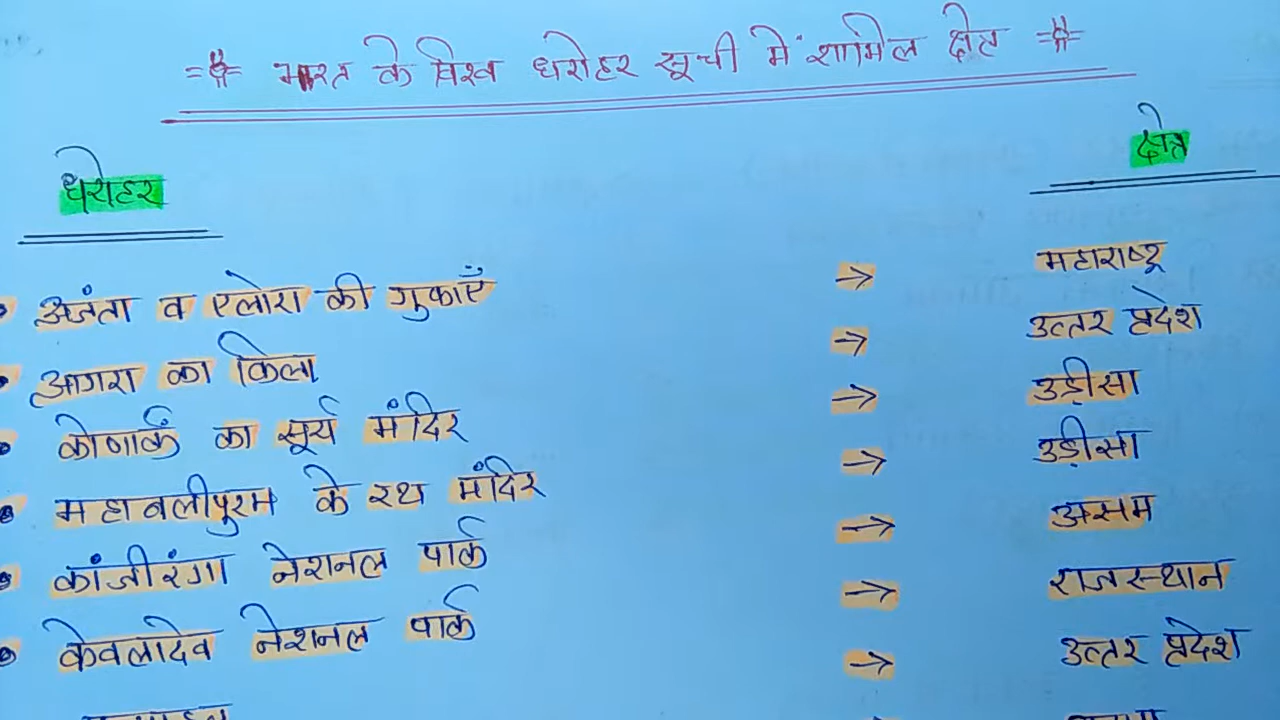 भारत के विश्व धरोहर सूची में शामिल क्षेत्र
धरोहर क्षेत्र
अजंता व एलोरा की गुफाएँ → महाराष्ट्र
आगरा का किला → उत्तर प्रदेश
कोणार्क का सूर्य मंदिर → उड़ीसा
महाबलीपुरम के रथ मंदिर → उड़ीसा
कांजीरंगा नेशनल पार्क → असम
केवलादेव नेशनल पार्क → राजस्थान
→ उत्तर प्रदेश